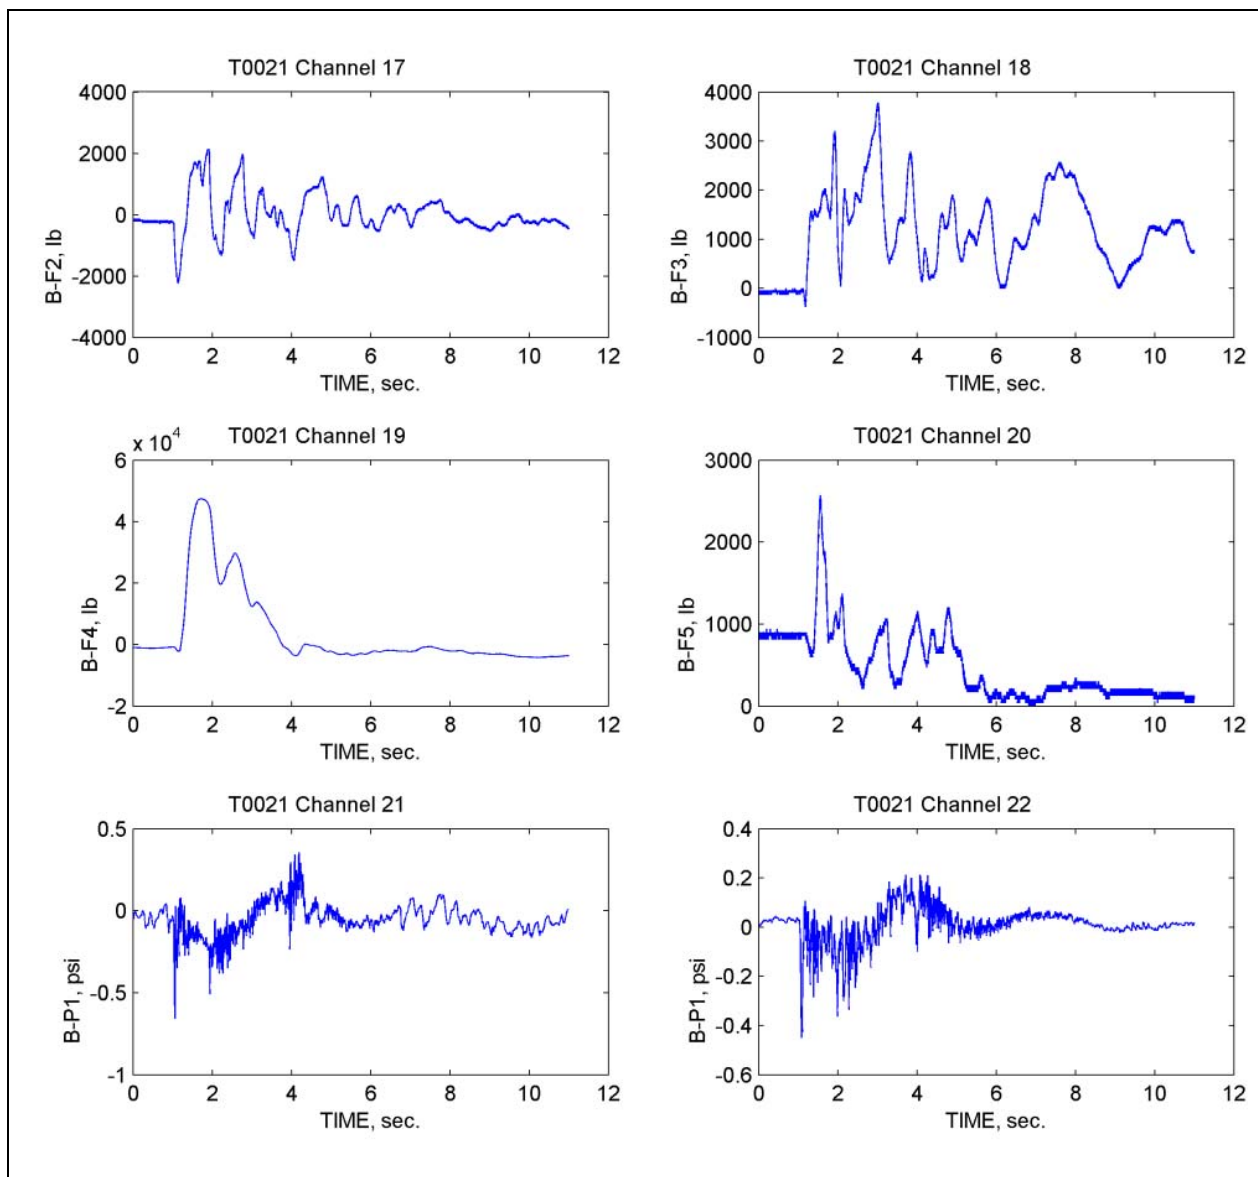 T0021 Channel 17
4000
2000
0
-2000
-4000
B-F2, lb
0 2 4 6 8 10 12
TIME, sec.
T0021 Channel 18
4000
3000
2000
1000
0
-1000
B-F3, lb
0 2 4 6 8 10 12
TIME, sec.
T0021 Channel 19
x 10^4
6
4
2
0
-2
B-F4, lb
0 2 4 6 8 10 12
TIME, sec.
T0021 Channel 20
3000
2000
1000
0
B-F5, lb
0 2 4 6 8 10 12
TIME, sec.
T0021 Channel 21
0.5
0
-0.5
-1
B-P1, psi
0 2 4 6 8 10 12
TIME, sec.
T0021 Channel 22
0.4
0.2
0
-0.2
-0.4
-0.6
B-P1, psi
0 2 4 6 8 10 12
TIME, sec.